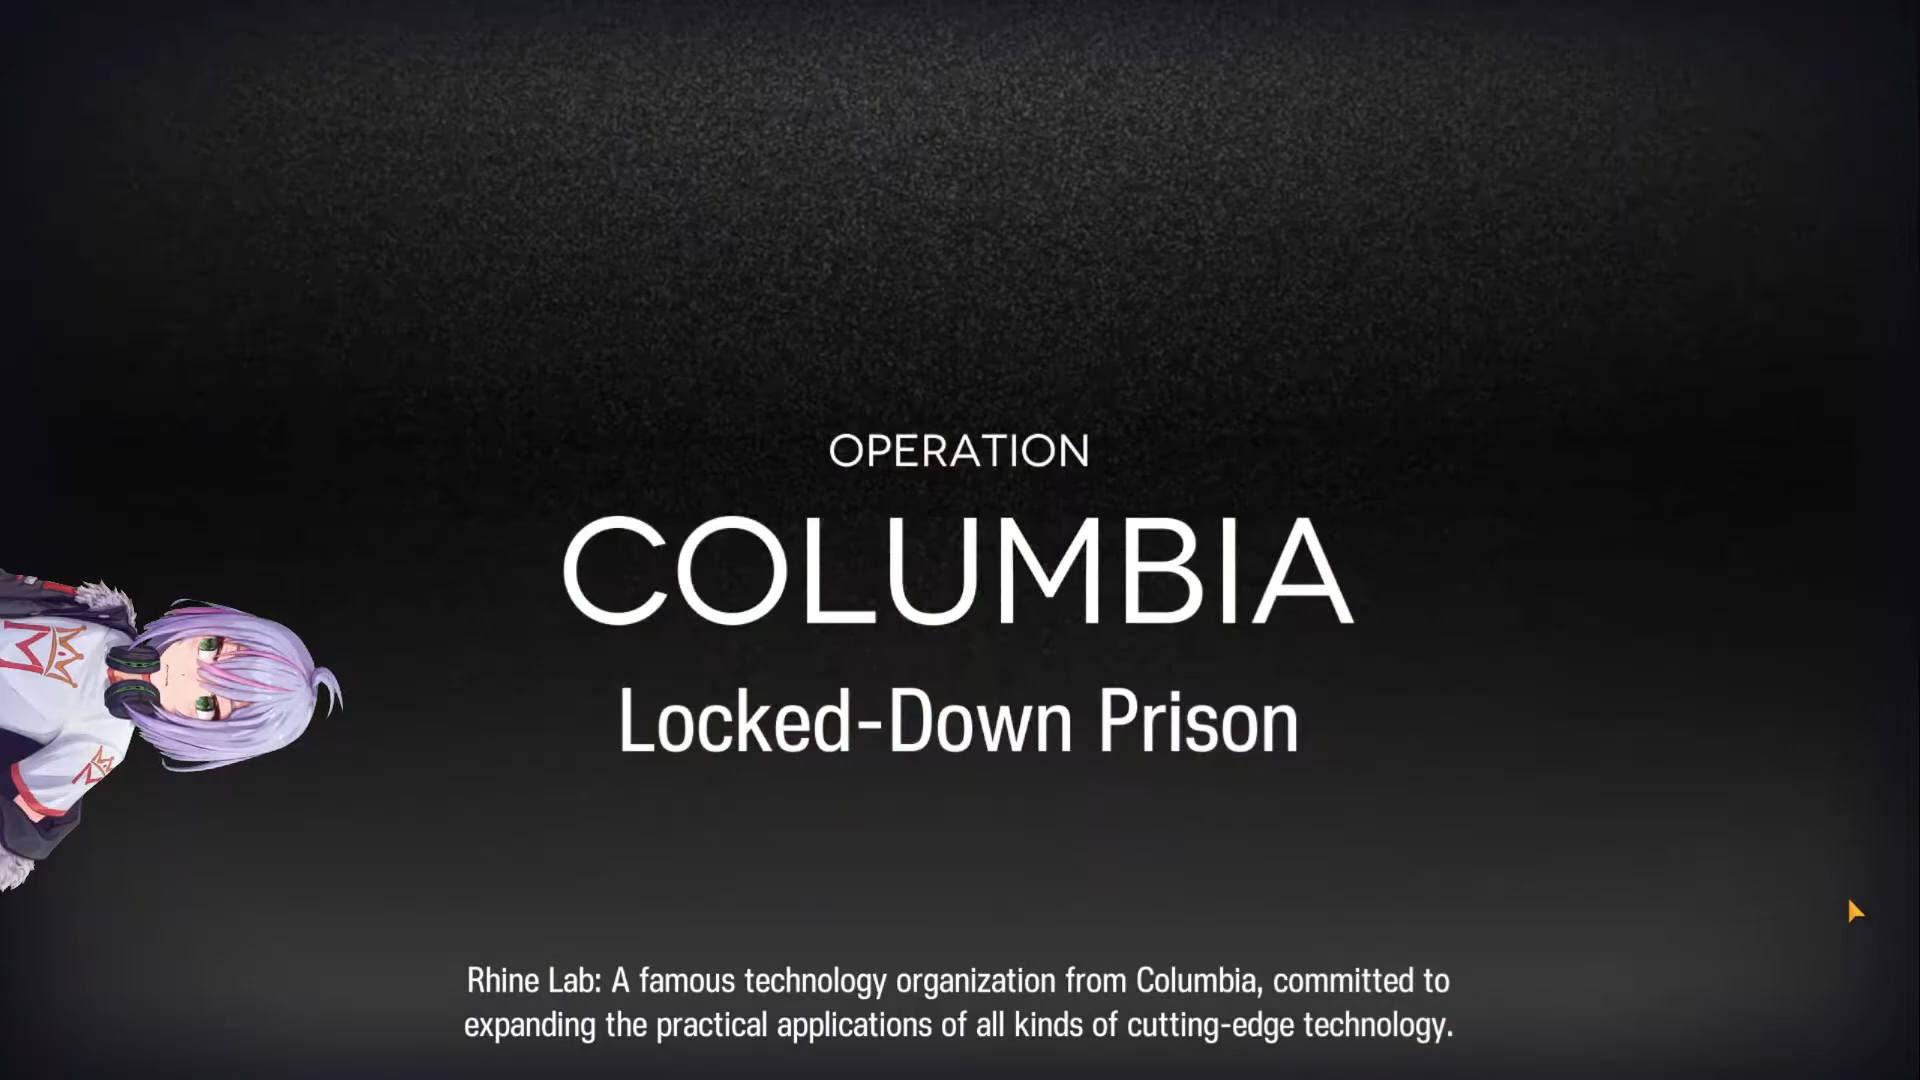 OPERATION
COLUMBIA
Locked-Down Prison
M
M
Rhine Lab: A famous technology organization from Columbia, committed to
expanding the practical applications of all kinds of cutting-edge technology.